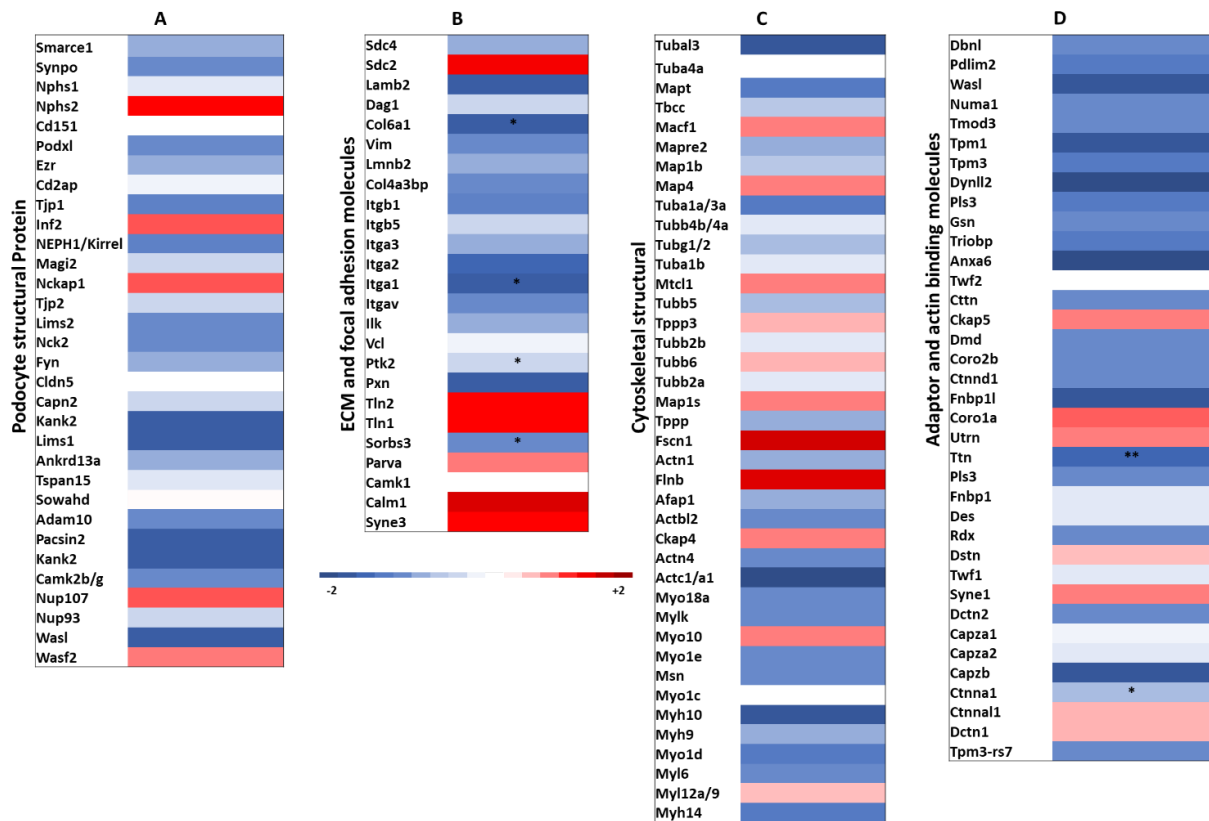 A
Podocyte structural Protein
Smarce1
Synpo
Nphs1
Nphs2
Cd151
Podxl
Ezr
Cd2ap
Tjp1
Inf2
NEPH1/Kirrel
Magi2
Nckap1
Tjp2
Lims2
Nck2
Fyn
Cldn5
Capn2
Kank2
Lims1
Ankrd13a
Tspan15
Sowahd
Adam10
Pacsin2
Kank2
Camk2b/g
Nup107
Nup93
Wasl
Wasf2
B
ECM and focal adhesion molecules
Sdc4
Sdc2
Lamb2
Dag1
Col6a1 *
Vim
Lmnb2
Col4a3bp
Itgb1
Itgb5
Itga3
Itga2
Itga1 *
Itgav
Ilk
Vcl
Ptk2 *
Pxn
Tln2
Tln1
Sorbs3 *
Parva
Camk1
Calm1
Syne3
-2 +2
C
Cytoskeletal structural
Tubal3
Tuba4a
Mapt
Tbcc
Macf1
Mapre2
Map1b
Map4
Tuba1a/3a
Tubb4b/4a
Tubg1/2
Tuba1b
Mtcl1
Tubb5
Tppp3
Tubb2b
Tubb6
Tubb2a
Map1s
Tppp
Fscn1
Actn1
Flnb
Afap1
Actbl2
Ckap4
Actn4
Actc1/a1
Myo18a
Mylk
Myo10
Myo1e
Msn
Myo1c
Myh10
Myh9
Myo1d
Myl6
Myl12a/9
Myh14
D
Adaptor and actin binding molecules
Dbnl
Pdlim2
Wasl
Numa1
Tmod3
Tpm1
Tpm3
Dynll2
Pls3
Gsn
Triobp
Anxa6
Twf2
Cttn
Ckap5
Dmd
Coro2b
Ctnnd1
Fnbp1l
Coro1a
Utrn
Ttn **
Pls3
Fnbp1
Des
Rdx
Dstn
Twf1
Syne1
Dctn2
Capza1
Capza2
Capzb
Ctnna1 *
Ctnnal1
Dctn1
Tpm3-rs7